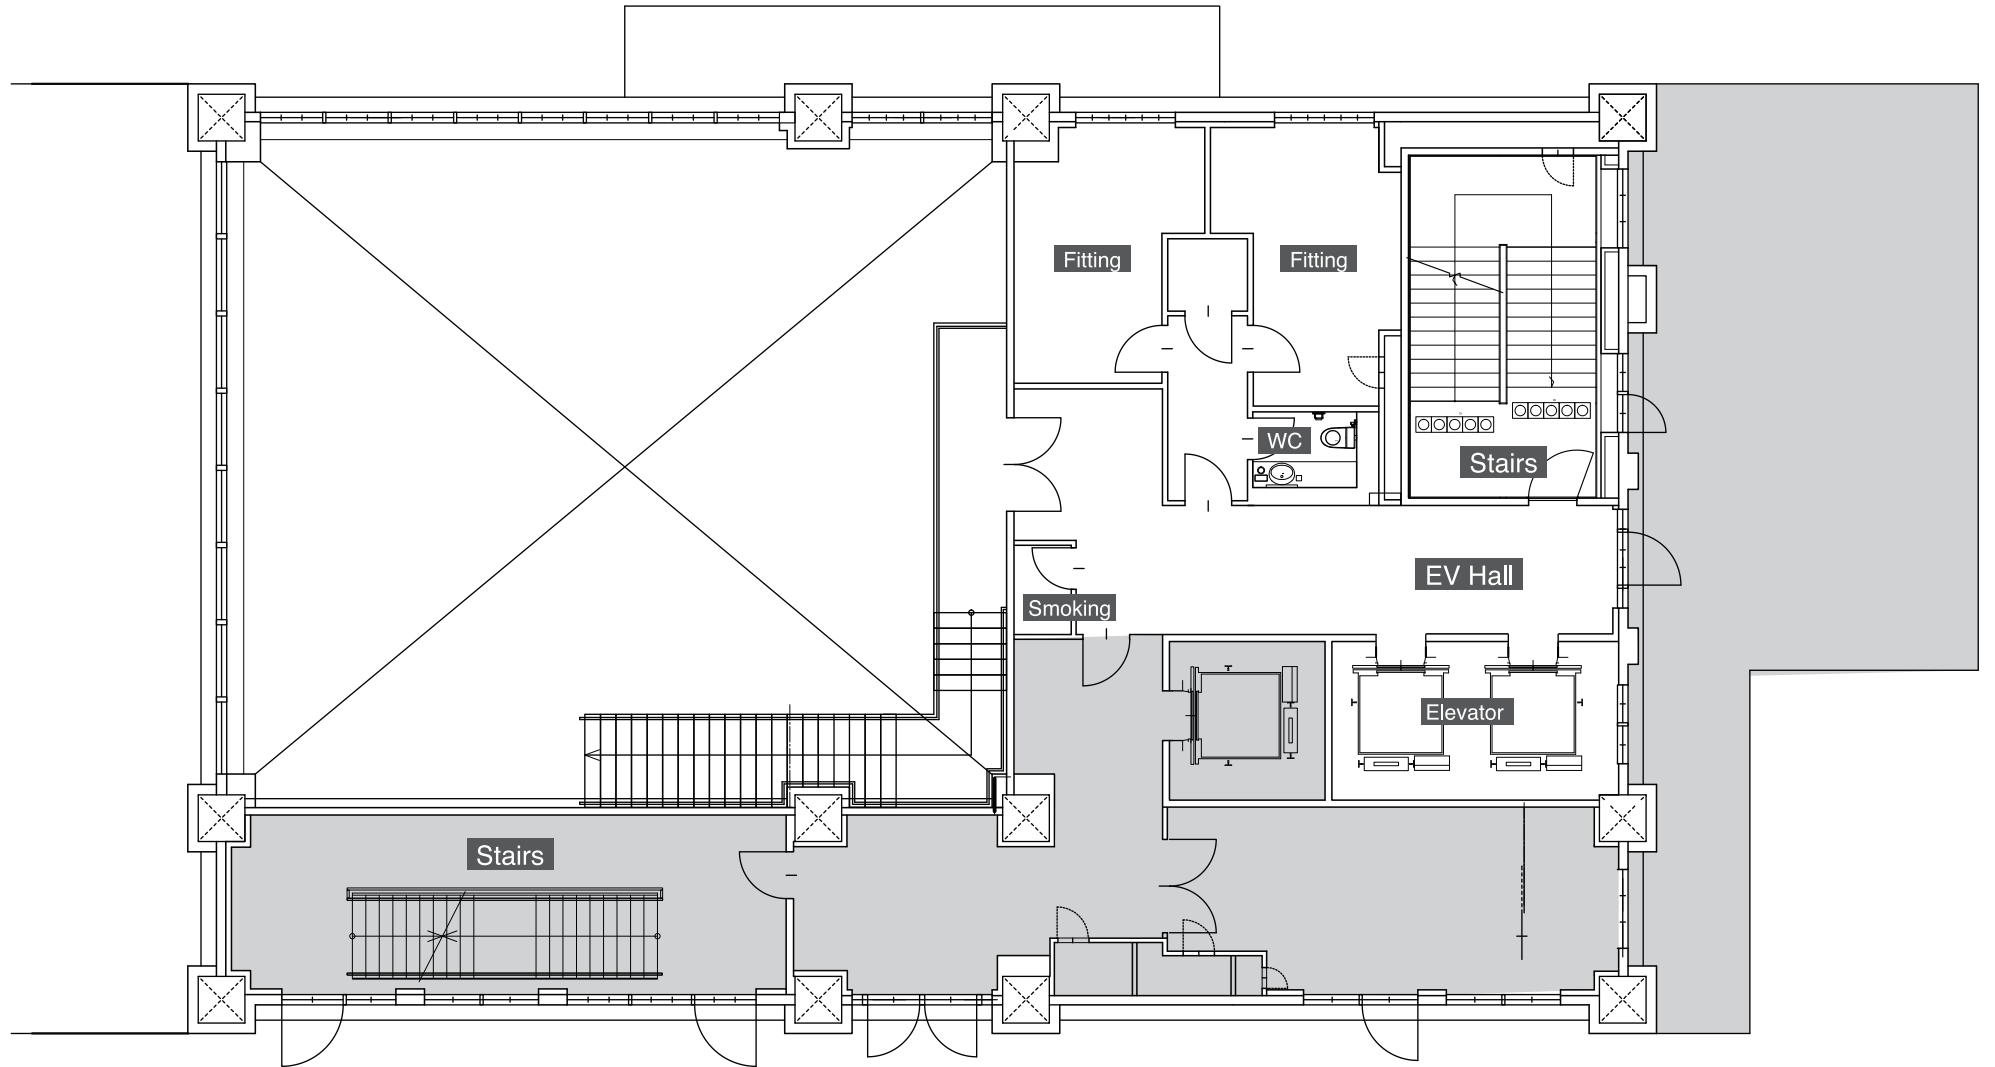 Fitting
Fitting
WC
Stairs
EV Hall
Smoking
Elevator
Stairs